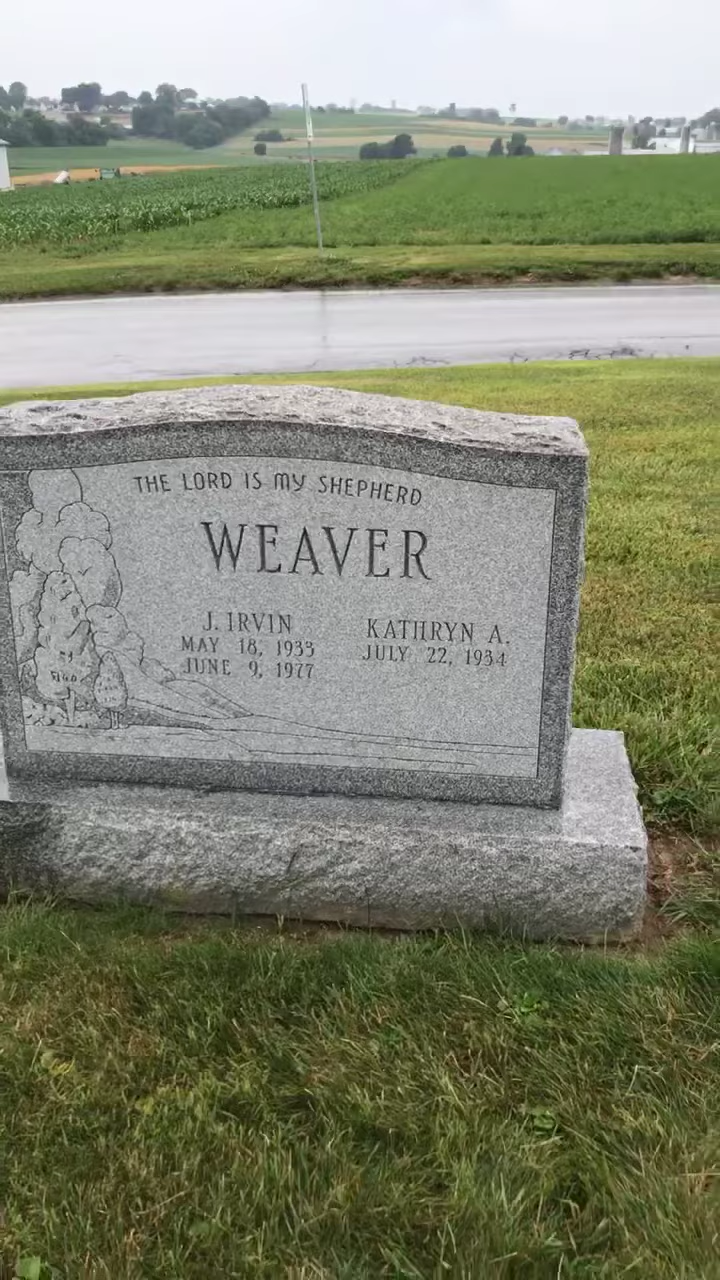 THE LORD IS MY SHEPHERD
WEAVER
J. IRVIN
MAY 18, 1933
JUNE 9, 1977
KATHRYN A.
JULY 22, 1934